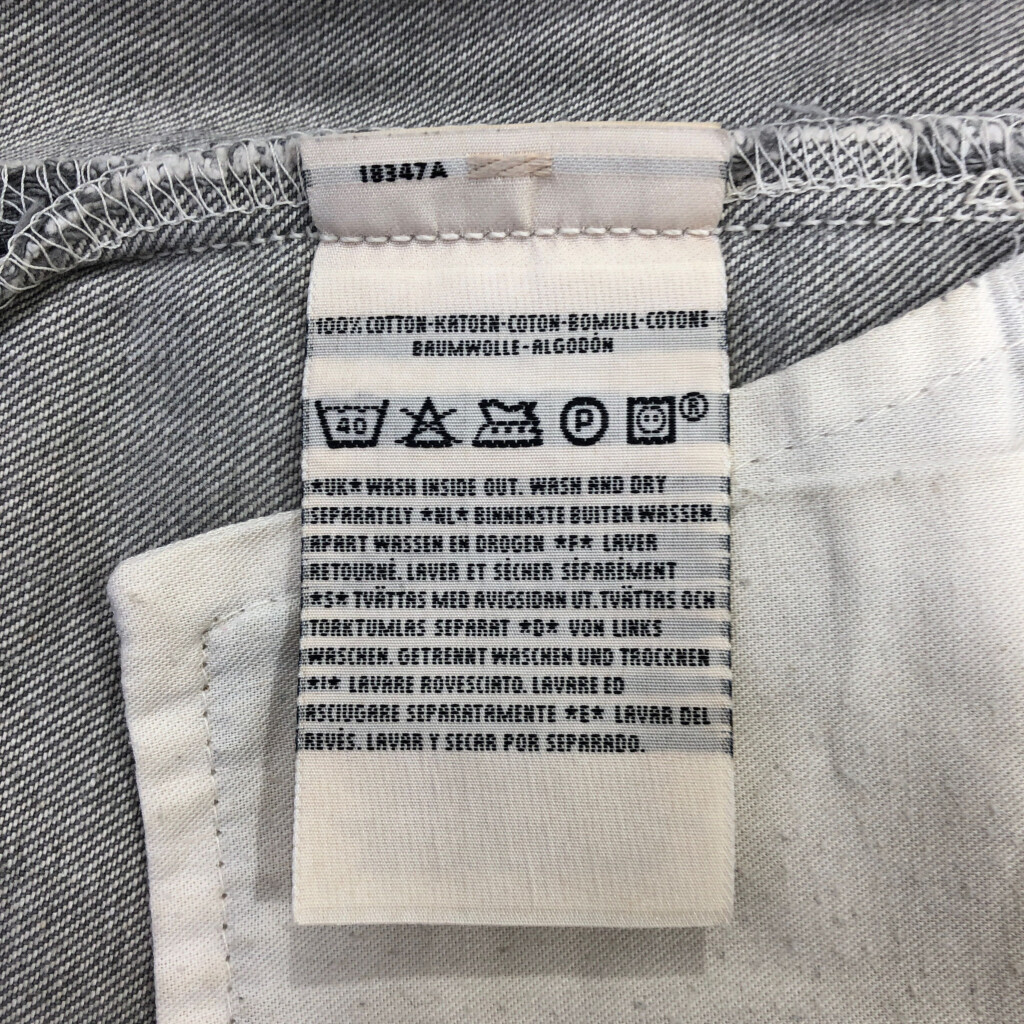 18347A
100% COTTON-KATOEN-COTON-BOMULL-COTONE-
BAUMWOLLE-ALGODÓN
40 P ®
*UK* WASH INSIDE OUT. WASH AND DRY
SEPARATELY *NL* BINNENSTE BUITEN WASSEN.
APART WASSEN EN DROGEN *F* LAVER
RETOURNÉ. LAVER ET SÉCHER SÉPARÉMENT
*S* TVÄTTAS MED AVIGSIDAN UT. TVÄTTAS OCH
TORKTUMLAS SEPARAT *D* VON LINKS
WASCHEN. GETRENNT WASCHEN UND TROCKNEN
*I* LAVARE ROVESCIATO. LAVARE ED
ASCIUGARE SEPARATAMENTE *E* LAVAR DEL
REVÉS. LAVAR Y SECAR POR SEPARADO.